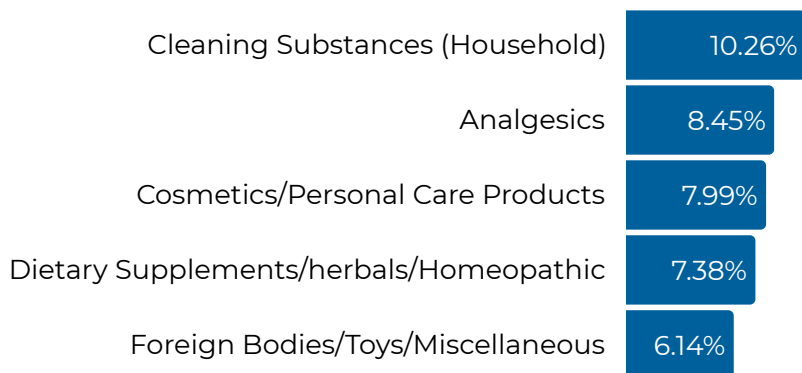 Cleaning Substances (Household) 10.26%
Analgesics 8.45%
Cosmetics/Personal Care Products 7.99%
Dietary Supplements/herbals/Homeopathic 7.38%
Foreign Bodies/Toys/Miscellaneous 6.14%